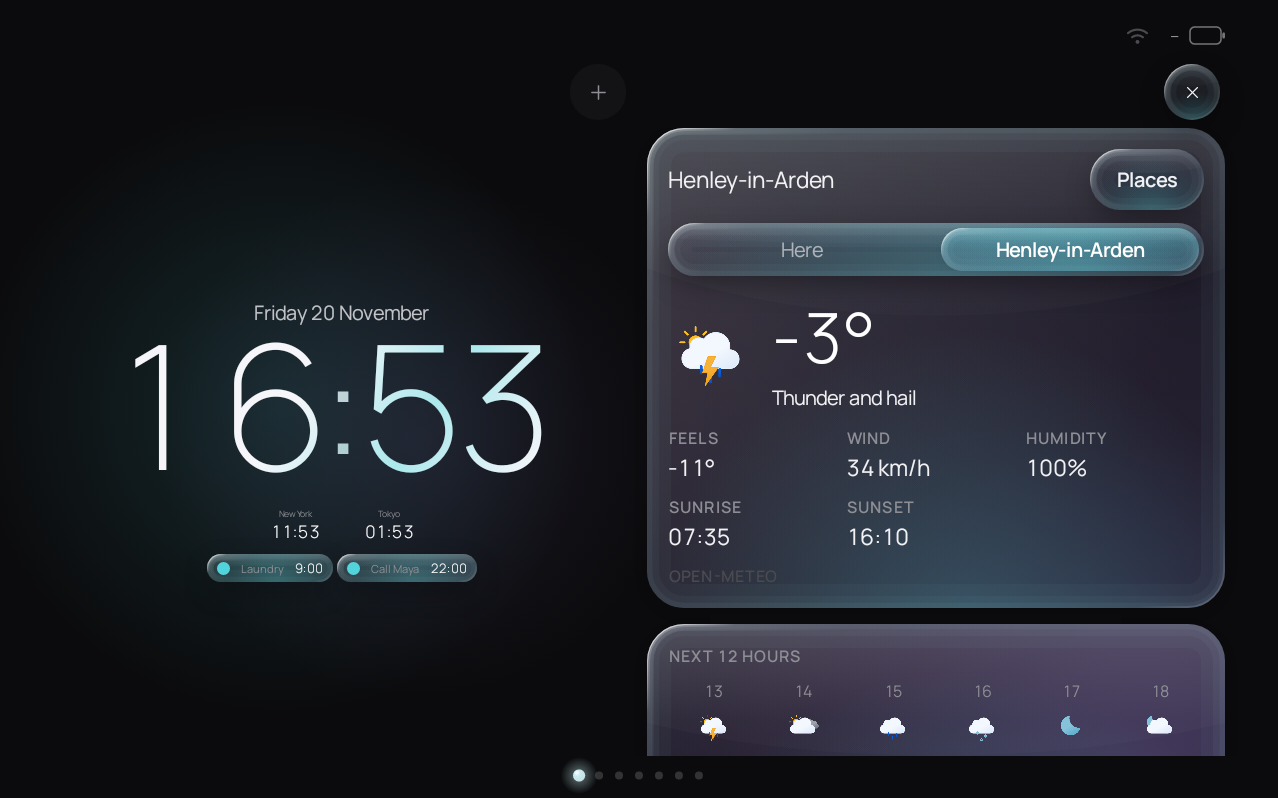 Friday 20 November
16:53
New York
11:53
Tokyo
01:53
Laundry 9:00
Call Maya 22:00
Henley-in-Arden
Places
Here
Henley-in-Arden
-3°
Thunder and hail
FEELS
-11°
WIND
34 km/h
HUMIDITY
100%
SUNRISE
07:35
SUNSET
16:10
OPEN-METEO
NEXT 12 HOURS
13 14 15 16 17 18